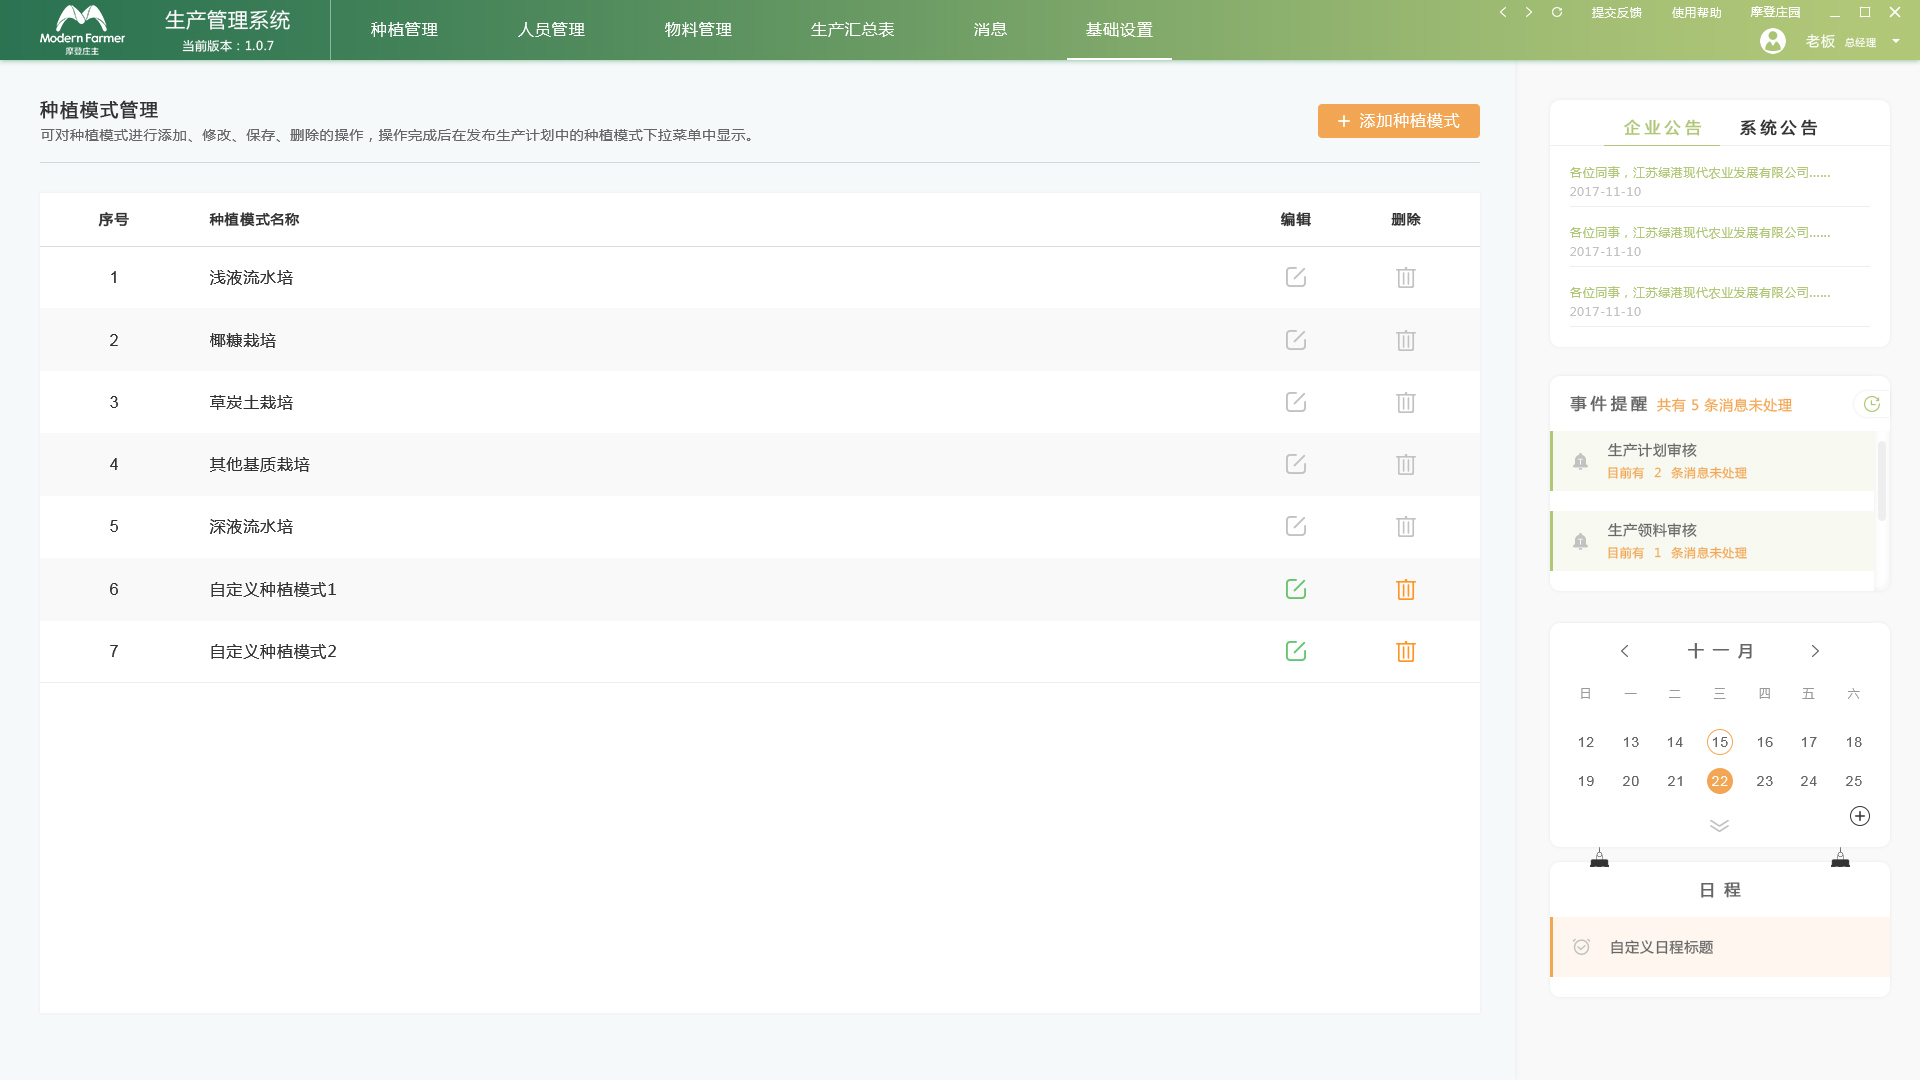 Modern Farmer
摩登庄主
生产管理系统
当前版本：1.0.7
种植管理
人员管理
物料管理
生产汇总表
消息
基础设置
提交反馈
使用帮助
摩登庄园
老板 总经理
种植模式管理
可对种植模式进行添加、修改、保存、删除的操作，操作完成后在发布生产计划中的种植模式下拉菜单中显示。
+ 添加种植模式
序号 种植模式名称 编辑 删除
1 浅液流水培
2 椰糠栽培
3 草炭土栽培
4 其他基质栽培
5 深液流水培
6 自定义种植模式1
7 自定义种植模式2
企业公告 系统公告
各位同事，江苏绿港现代农业发展有限公司......
2017-11-10
各位同事，江苏绿港现代农业发展有限公司......
2017-11-10
各位同事，江苏绿港现代农业发展有限公司......
2017-11-10
事件提醒 共有 5 条消息未处理
生产计划审核
目前有 2 条消息未处理
生产领料审核
目前有 1 条消息未处理
十一月
日 一 二 三 四 五 六
12 13 14 15 16 17 18
19 20 21 22 23 24 25
日程
自定义日程标题